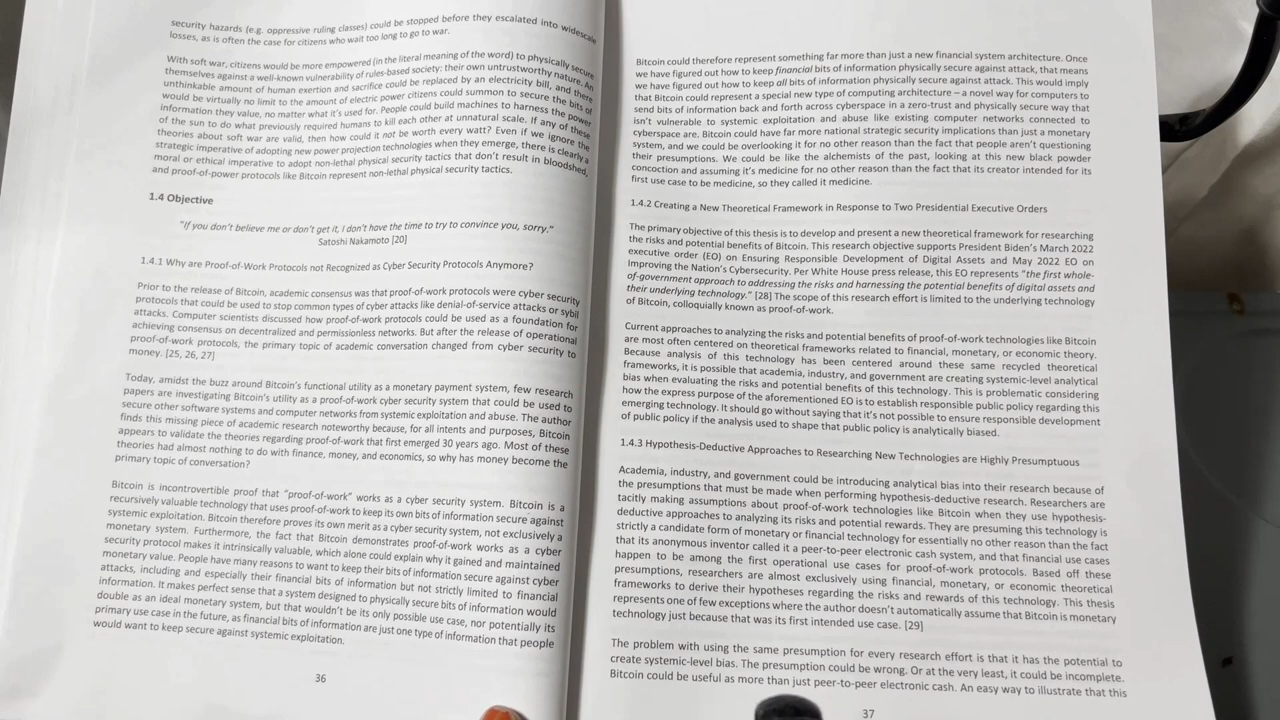 security hazards (e.g. oppressive ruling classes) could be stopped before they escalated into widescale
losses, as is often the case for citizens who wait too long to go to war.
With soft war, citizens would be more empowered (in the literal meaning of the word) to physically secure
themselves against a well-known vulnerability of rules-based society: their own untrustworthy nature. An
unthinkable amount of human exertion and sacrifice could be replaced by an electricity bill, and there
would be virtually no limit to the amount of electric power citizens could summon to secure the bits of
information they value, no matter what it's used for. People could build machines to harness the power
of the sun to do what previously required humans to kill each other at unnatural scale. If any of these
theories about soft war are valid, then how could it not be worth every watt? Even if we ignore the
strategic imperative of adopting new power projection technologies when they emerge, there is clearly a
moral or ethical imperative to adopt non-lethal physical security tactics that don't result in bloodshed,
and proof-of-power protocols like Bitcoin represent non-lethal physical security tactics.
1.4 Objective
"If you don't believe me or don't get it, I don't have the time to try to convince you, sorry."
Satoshi Nakamoto [20]
1.4.1 Why are Proof-of-Work Protocols not Recognized as Cyber Security Protocols Anymore?
Prior to the release of Bitcoin, academic consensus was that proof-of-work protocols were cyber security
protocols that could be used to stop common types of cyber attacks like denial-of-service attacks or sybil
attacks. Computer scientists discussed how proof-of-work protocols could be used as a foundation for
achieving consensus on decentralized and permissionless networks. But after the release of operational
proof-of-work protocols, the primary topic of academic conversation changed from cyber security to
money. [25, 26, 27]
Today, amidst the buzz around Bitcoin's functional utility as a monetary payment system, few research
papers are investigating Bitcoin's utility as a proof-of-work cyber security system that could be used to
secure other software systems and computer networks from systemic exploitation and abuse. The author
finds this missing piece of academic research noteworthy because, for all intents and purposes, Bitcoin
appears to validate the theories regarding proof-of-work that first emerged 30 years ago. Most of these
theories had almost nothing to do with finance, money, and economics, so why has money become the
primary topic of conversation?
Bitcoin is incontrovertible proof that "proof-of-work" works as a cyber security system. Bitcoin is a
recursively valuable technology that uses proof-of-work to keep its own bits of information secure against
systemic exploitation. Bitcoin therefore proves its own merit as a cyber security system, not exclusively a
monetary system. Furthermore, the fact that Bitcoin demonstrates proof-of-work works as a cyber
security protocol makes it intrinsically valuable, which alone could explain why it gained and maintained
monetary value. People have many reasons to want to keep their bits of information secure against cyber
attacks, including and especially their financial bits of information but not strictly limited to financial
information. It makes perfect sense that a system designed to physically secure bits of information would
double as an ideal monetary system, but that wouldn't be its only possible use case, nor potentially its
primary use case in the future, as financial bits of information are just one type of information that people
would want to keep secure against systemic exploitation.
36
Bitcoin could therefore represent something far more than just a new financial system architecture. Once
we have figured out how to keep financial bits of information physically secure against attack, that means
we have figured out how to keep all bits of information physically secure against attack. This would imply
that Bitcoin could represent a special new type of computing architecture – a novel way for computers to
send bits of information back and forth across cyberspace in a zero-trust and physically secure way that
isn't vulnerable to systemic exploitation and abuse like existing computer networks connected to
cyberspace are. Bitcoin could have far more national strategic security implications than just a monetary
system, and we could be overlooking it for no other reason than the fact that people aren't questioning
their presumptions. We could be like the alchemists of the past, looking at this new black powder
concoction and assuming it's medicine for no other reason than the fact that its creator intended for its
first use case to be medicine, so they called it medicine.
1.4.2 Creating a New Theoretical Framework in Response to Two Presidential Executive Orders
The primary objective of this thesis is to develop and present a new theoretical framework for researching
the risks and potential benefits of Bitcoin. This research objective supports President Biden's March 2022
executive order (EO) on Ensuring Responsible Development of Digital Assets and May 2022 EO on
Improving the Nation's Cybersecurity. Per White House press release, this EO represents "the first whole-
of-government approach to addressing the risks and harnessing the potential benefits of digital assets and
their underlying technology." [28] The scope of this research effort is limited to the underlying technology
of Bitcoin, colloquially known as proof-of-work.
Current approaches to analyzing the risks and potential benefits of proof-of-work technologies like Bitcoin
are most often centered on theoretical frameworks related to financial, monetary, or economic theory.
Because analysis of this technology has been centered around these same recycled theoretical
frameworks, it is possible that academia, industry, and government are creating systemic-level analytical
bias when evaluating the risks and potential benefits of this technology. This is problematic considering
how the express purpose of the aforementioned EO is to establish responsible public policy regarding this
emerging technology. It should go without saying that it's not possible to ensure responsible development
of public policy if the analysis used to shape that public policy is analytically biased.
1.4.3 Hypothesis-Deductive Approaches to Researching New Technologies are Highly Presumptuous
Academia, industry, and government could be introducing analytical bias into their research because of
the presumptions that must be made when performing hypothesis-deductive research. Researchers are
tacitly making assumptions about proof-of-work technologies like Bitcoin when they use hypothesis-
deductive approaches to analyzing its risks and potential rewards. They are presuming this technology is
strictly a candidate form of monetary or financial technology for essentially no other reason than the fact
that its anonymous inventor called it a peer-to-peer electronic cash system, and that financial use cases
happen to be among the first operational use cases for proof-of-work protocols. Based off these
presumptions, researchers are almost exclusively using financial, monetary, or economic theoretical
frameworks to derive their hypotheses regarding the risks and rewards of this technology. This thesis
represents one of few exceptions where the author doesn't automatically assume that Bitcoin is monetary
technology just because that was its first intended use case. [29]
The problem with using the same presumption for every research effort is that it has the potential to
create systemic-level bias. The presumption could be wrong. Or at the very least, it could be incomplete.
Bitcoin could be useful as more than just peer-to-peer electronic cash. An easy way to illustrate that this
37